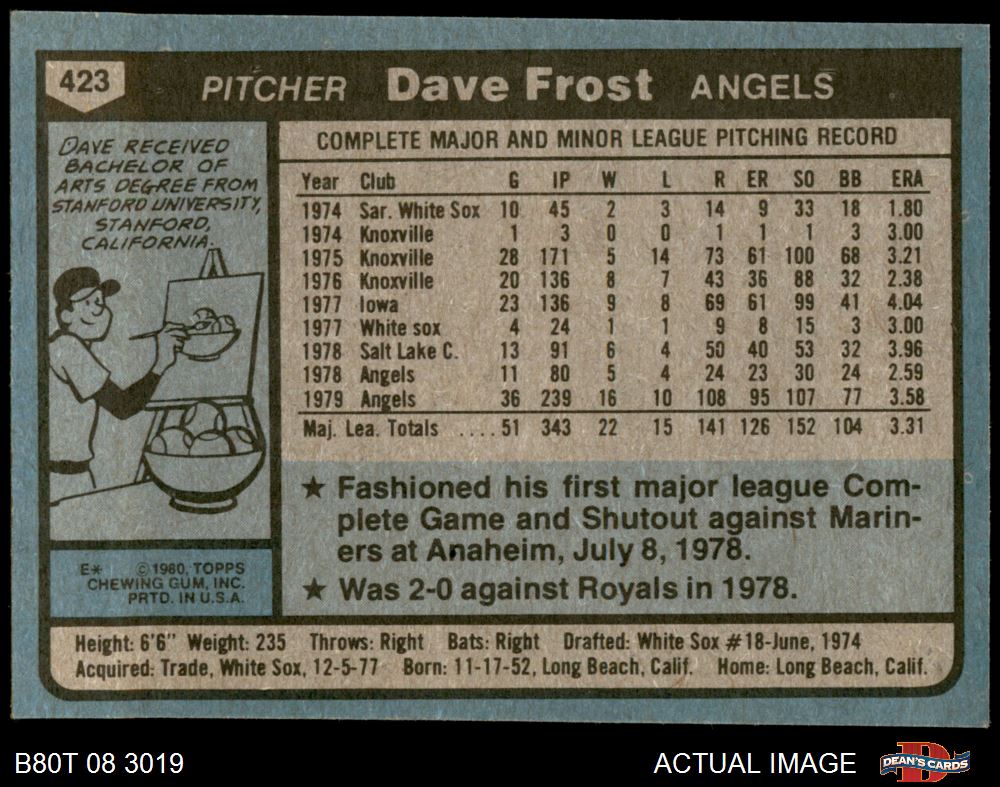 423
PITCHER Dave Frost ANGELS
DAVE RECEIVED
BACHELOR OF
ARTS DEGREE FROM
STANFORD UNIVERSITY,
STANFORD,
CALIFORNIA.
E* © 1980, TOPPS
CHEWING GUM, INC.
PRTD. IN U.S.A.
COMPLETE MAJOR AND MINOR LEAGUE PITCHING RECORD
Year Club G IP W L R ER SO BB ERA
1974 Sar. White Sox 10 45 2 3 14 9 33 18 1.80
1974 Knoxville 1 3 0 0 1 1 1 3 3.00
1975 Knoxville 28 171 5 14 73 61 100 68 3.21
1976 Knoxville 20 136 8 7 43 36 88 32 2.38
1977 Iowa 23 136 9 8 69 61 99 41 4.04
1977 White sox 4 24 1 1 9 8 15 3 3.00
1978 Salt Lake C. 13 91 6 4 50 40 53 32 3.96
1978 Angels 11 80 5 4 24 23 30 24 2.59
1979 Angels 36 239 16 10 108 95 107 77 3.58
Maj. Lea. Totals ....51 343 22 15 141 126 152 104 3.31
★ Fashioned his first major league Com-
plete Game and Shutout against Marin-
ers at Anaheim, July 8, 1978.
★ Was 2-0 against Royals in 1978.
Height: 6'6" Weight: 235 Throws: Right Bats: Right Drafted: White Sox #18-June, 1974
Acquired: Trade, White Sox, 12-5-77 Born: 11-17-52, Long Beach, Calif. Home: Long Beach, Calif.
B80T 08 3019 ACTUAL IMAGE DEAN'S CARDS